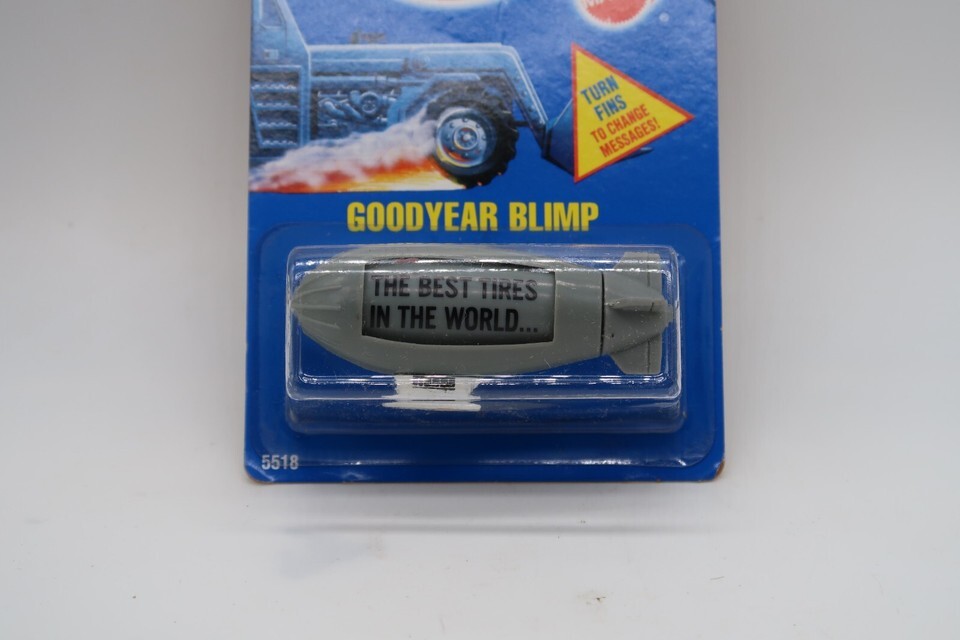 TURN
FINS
TO CHANGE
MESSAGES!
GOODYEAR BLIMP
THE BEST TIRES
IN THE WORLD...
5518